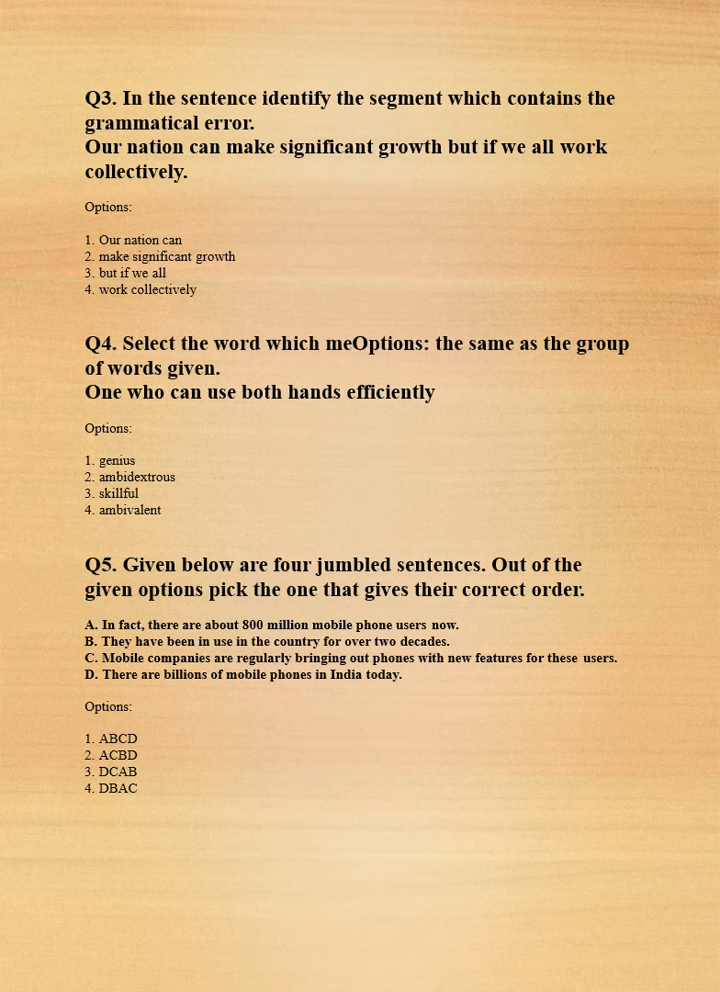 Q3. In the sentence identify the segment which contains the
grammatical error.
Our nation can make significant growth but if we all work
collectively.
Options:
1. Our nation can
2. make significant growth
3. but if we all
4. work collectively
Q4. Select the word which meOptions: the same as the group
of words given.
One who can use both hands efficiently
Options:
1. genius
2. ambidextrous
3. skillful
4. ambivalent
Q5. Given below are four jumbled sentences. Out of the
given options pick the one that gives their correct order.
A. In fact, there are about 800 million mobile phone users now.
B. They have been in use in the country for over two decades.
C. Mobile companies are regularly bringing out phones with new features for these users.
D. There are billions of mobile phones in India today.
Options:
1. ABCD
2. ACBD
3. DCAB
4. DBAC